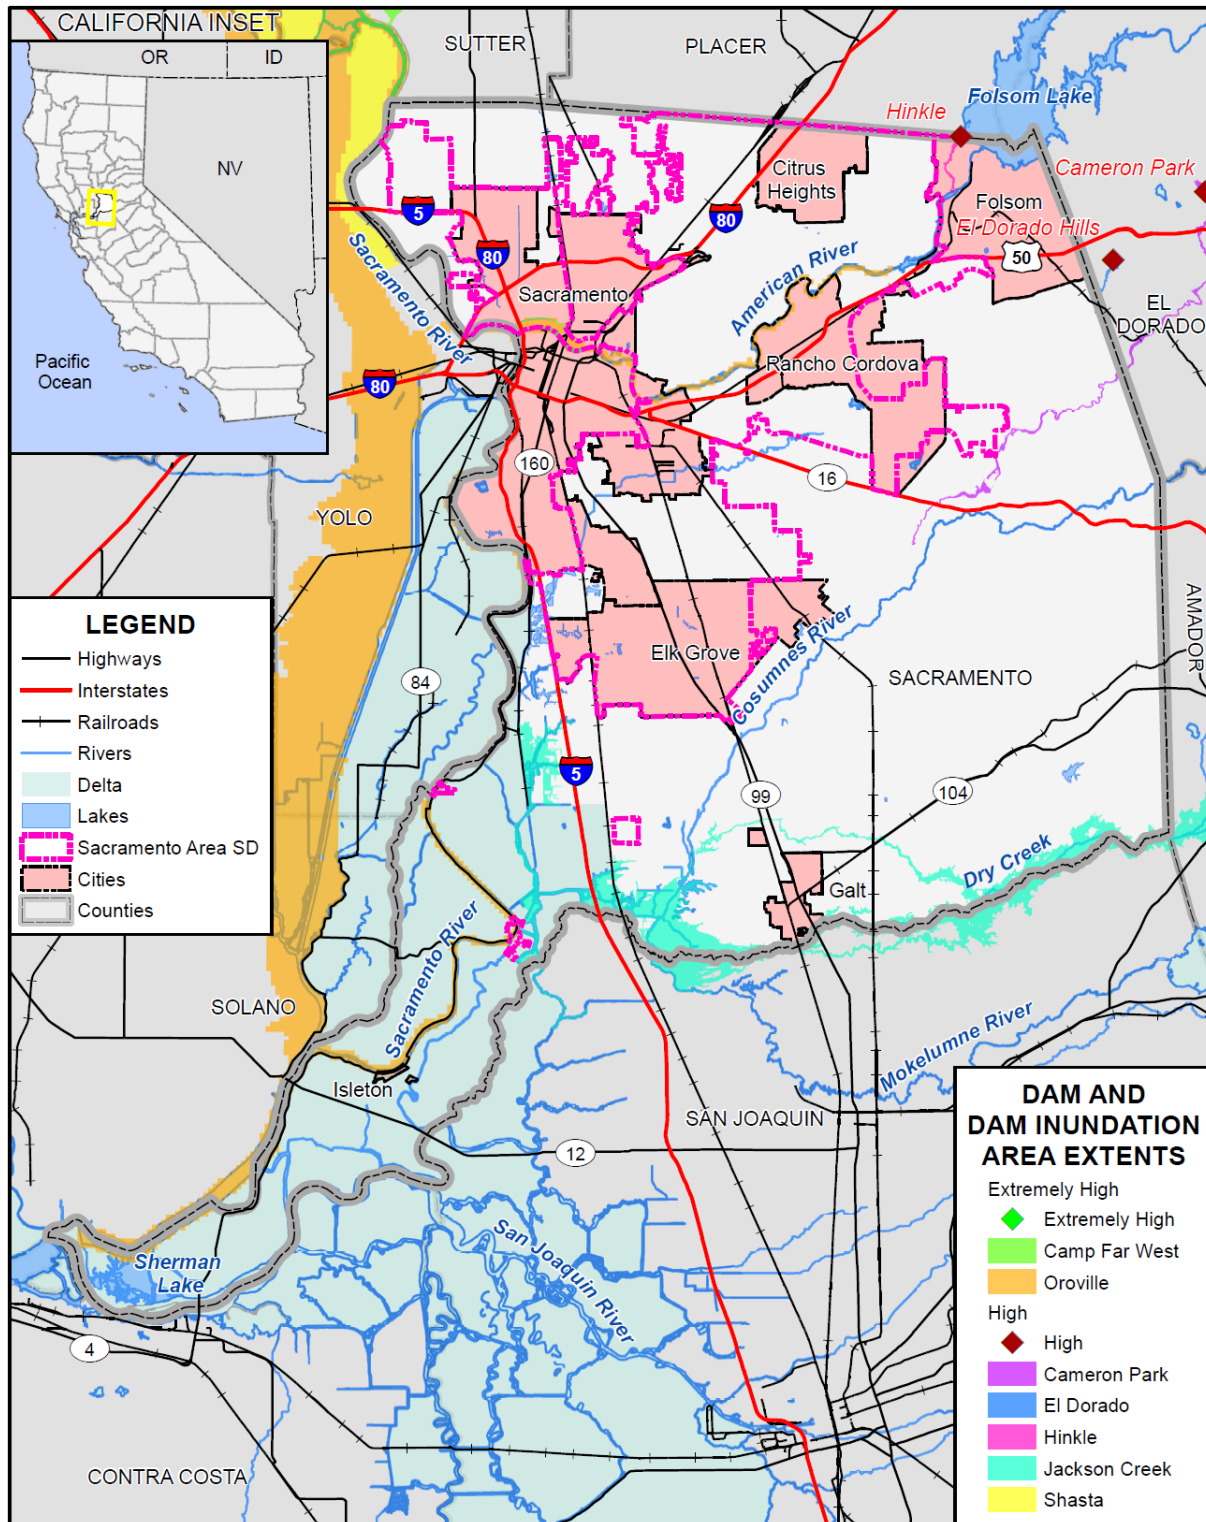 CALIFORNIA INSET
OR
ID
NV
Pacific
Ocean
SUTTER
PLACER
Hinkle
Folsom Lake
Cameron Park
Citrus
Heights
Folsom
El Dorado Hills
5
80
80
50
Sacramento River
Sacramento
American River
EL
DORADO
Rancho Cordova
80
160
16
YOLO
AMADOR
LEGEND
Highways
Interstates
Railroads
Rivers
Delta
Lakes
Sacramento Area SD
Cities
Counties
84
Elk Grove
Cosumnes River
SACRAMENTO
5
99
104
Galt
Dry Creek
Sacramento River
SOLANO
Isleton
Mokelumne River
SAN JOAQUIN
12
Sherman
Lake
San Joaquin River
4
CONTRA COSTA
DAM AND
DAM INUNDATION
AREA EXTENTS
Extremely High
Extremely High
Camp Far West
Oroville
High
High
Cameron Park
El Dorado
Hinkle
Jackson Creek
Shasta